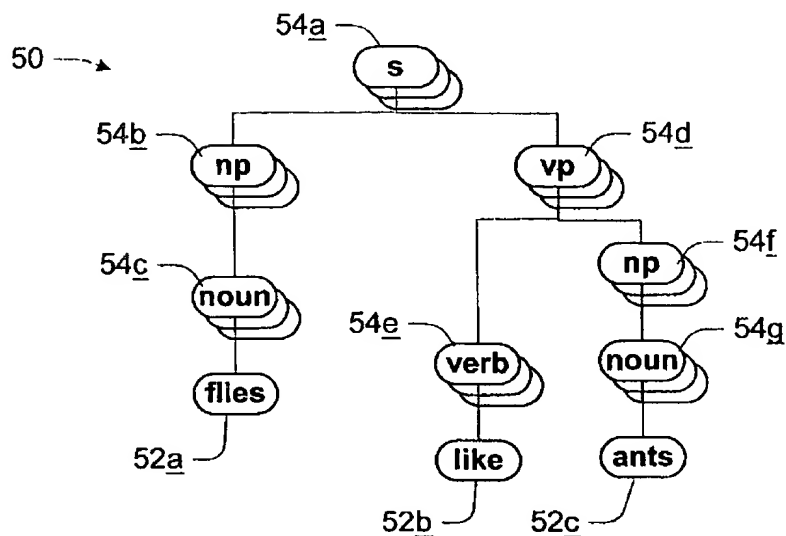 54a
50
s
54b
54d
np
vp
54f
54c
np
noun
54e
54g
verb
noun
flies
52a
like
ants
52b
52c